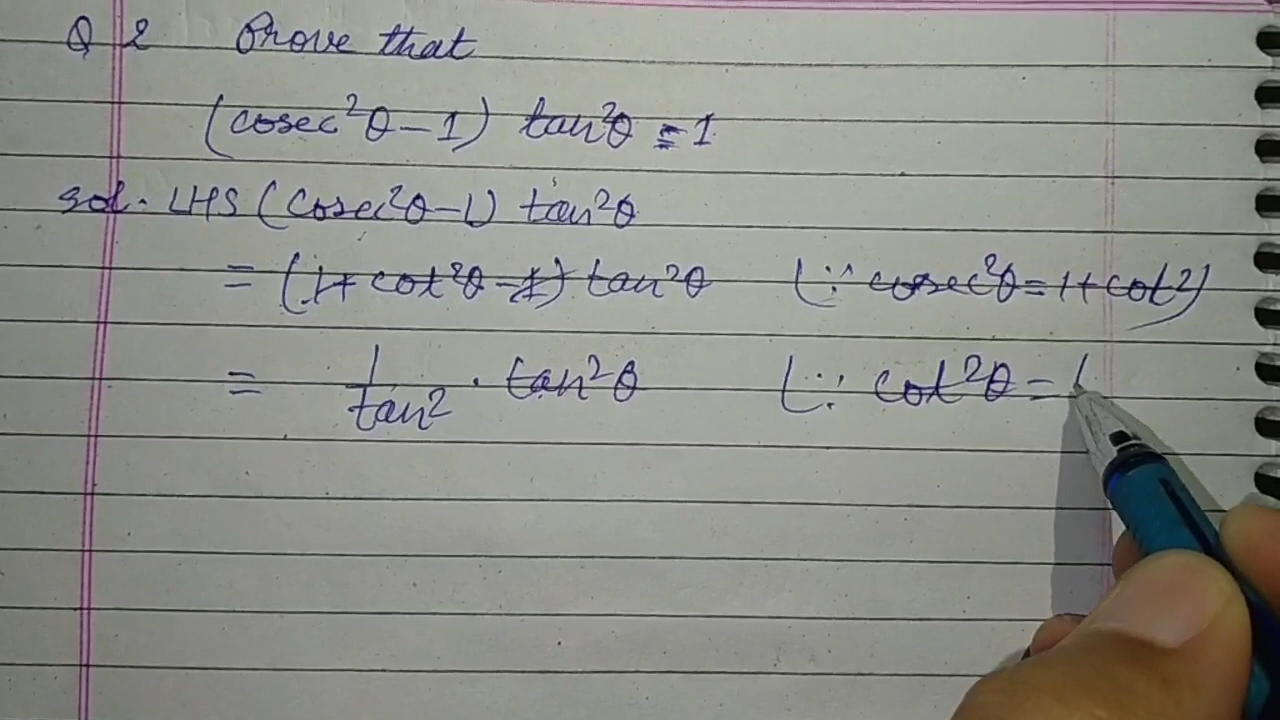 Q 2 Prove that
(cosec²θ-1) tan²θ = 1
Sol. LHS (Cosec²θ-1) tan²θ
= (1+ cot²θ -1) tan²θ (∵ cosec²θ = 1+cot²)
= 1/tan² · tan²θ (∵ cot²θ = 1